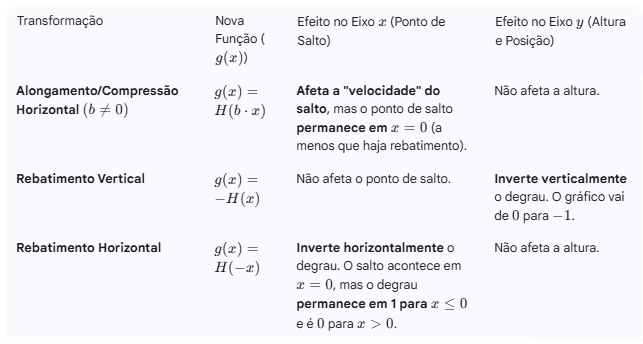 Transformação
Nova
Função (
g(x))
Efeito no Eixo x (Ponto de
Salto)
Efeito no Eixo y (Altura
e Posição)
Alongamento/Compressão
Horizontal (b ≠ 0)
g(x) =
H(b · x)
Afeta a "velocidade" do
salto, mas o ponto de salto
permanece em x = 0 (a
menos que haja rebatimento).
Não afeta a altura.
Rebatimento Vertical
g(x) =
−H(x)
Não afeta o ponto de salto.
Inverte verticalmente
o degrau. O gráfico vai
de 0 para −1.
Rebatimento Horizontal
g(x) =
H(−x)
Inverte horizontalmente o
degrau. O salto acontece em
x = 0, mas o degrau
permanece em 1 para x ≤ 0
e é 0 para x > 0.
Não afeta a altura.